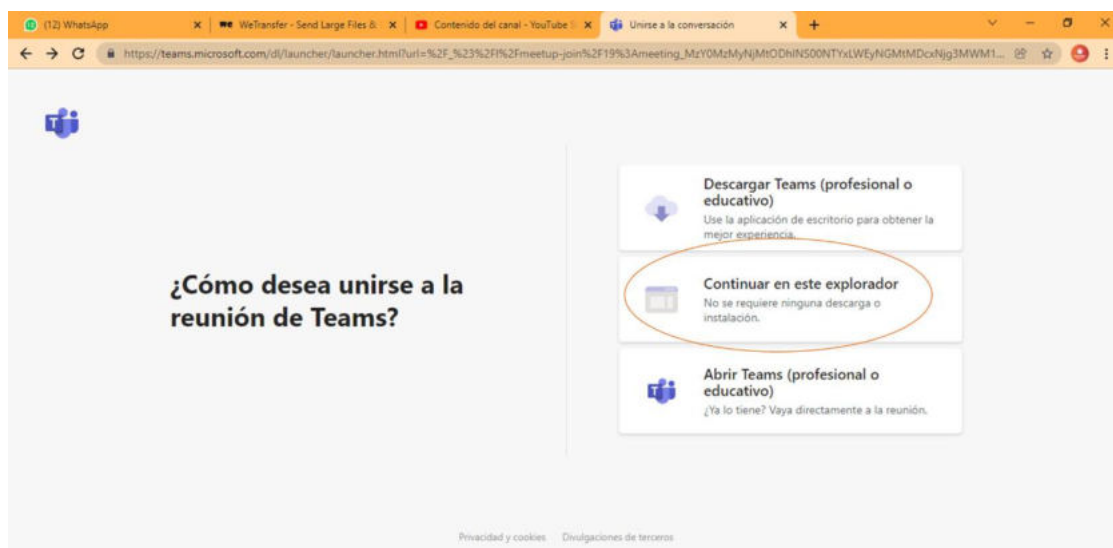 (12) WhatsApp
WeTransfer - Send Large Files &
Contenido del canal - YouTube S
Unirse a la conversación
https://teams.microsoft.com/dl/launcher/launcher.html?url=%2F_%23%2Fl%2Fmeetup-join%2F19%3Ameeting_
Descargar Teams (profesional o
educativo)
Use la aplicación de escritorio para obtener la
mejor experiencia.
¿Cómo desea unirse a la
reunión de Teams?
Continuar en este explorador
No se requiere ninguna descarga o
instalación.
Abrir Teams (profesional o
educativo)
¿Ya lo tiene? Vaya directamente a la reunión.
Privacidad y cookies
Divulgaciones de terceros